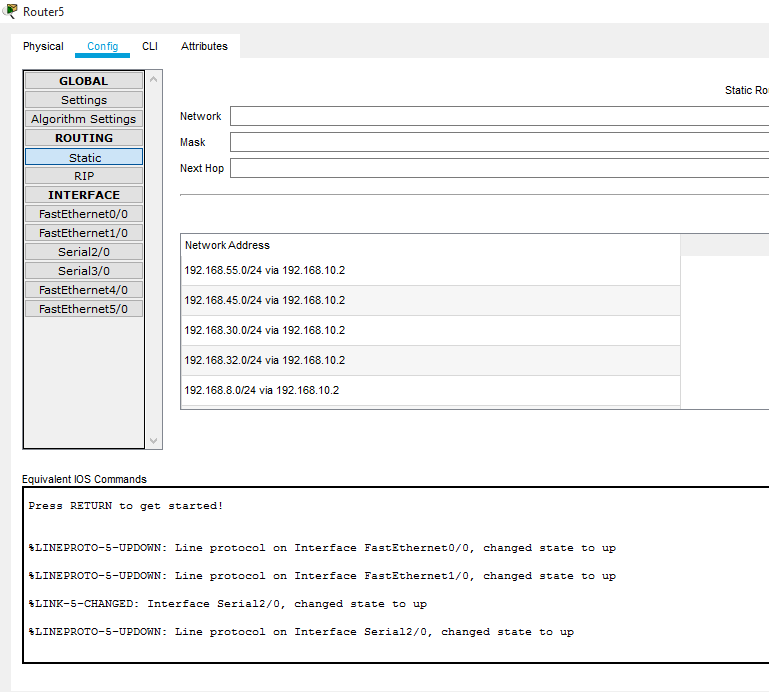 Router5
Physical Config CLI Attributes
GLOBAL
Settings
Algorithm Settings
ROUTING
Static
RIP
INTERFACE
FastEthernet0/0
FastEthernet1/0
Serial2/0
Serial3/0
FastEthernet4/0
FastEthernet5/0
Static Ro
Network
Mask
Next Hop
Network Address
192.168.55.0/24 via 192.168.10.2
192.168.45.0/24 via 192.168.10.2
192.168.30.0/24 via 192.168.10.2
192.168.32.0/24 via 192.168.10.2
192.168.8.0/24 via 192.168.10.2
Equivalent IOS Commands
Press RETURN to get started!
%LINEPROTO-5-UPDOWN: Line protocol on Interface FastEthernet0/0, changed state to up
%LINEPROTO-5-UPDOWN: Line protocol on Interface FastEthernet1/0, changed state to up
%LINK-5-CHANGED: Interface Serial2/0, changed state to up
%LINEPROTO-5-UPDOWN: Line protocol on Interface Serial2/0, changed state to up